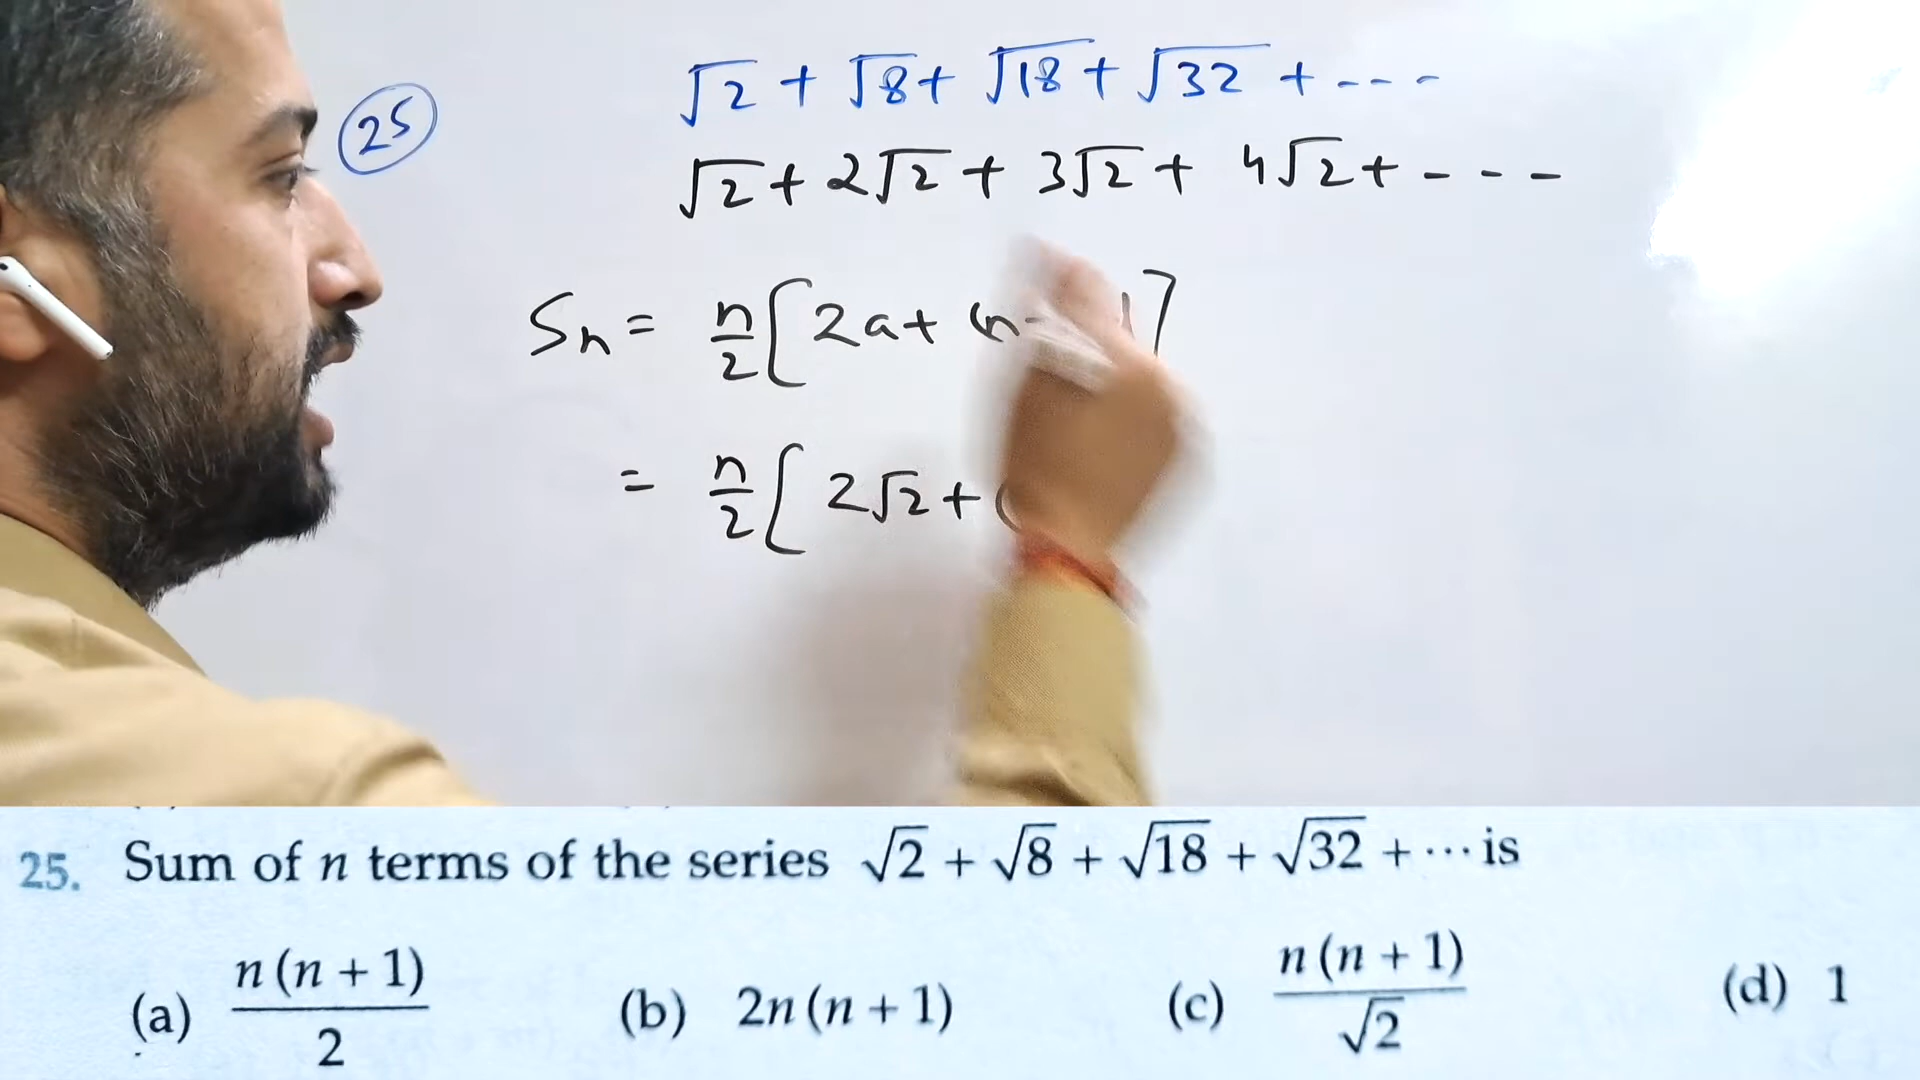 25
√2 + √8 + √18 + √32 + ---
√2 + 2√2 + 3√2 + 4√2 + ---
Sn = n/2 [2a + (n-
= n/2 [2√2 + (
25. Sum of n terms of the series √2 + √8 + √18 + √32 + ⋯ is
(a) n(n + 1)/2 (b) 2n(n + 1) (c) n(n + 1)/√2 (d) 1